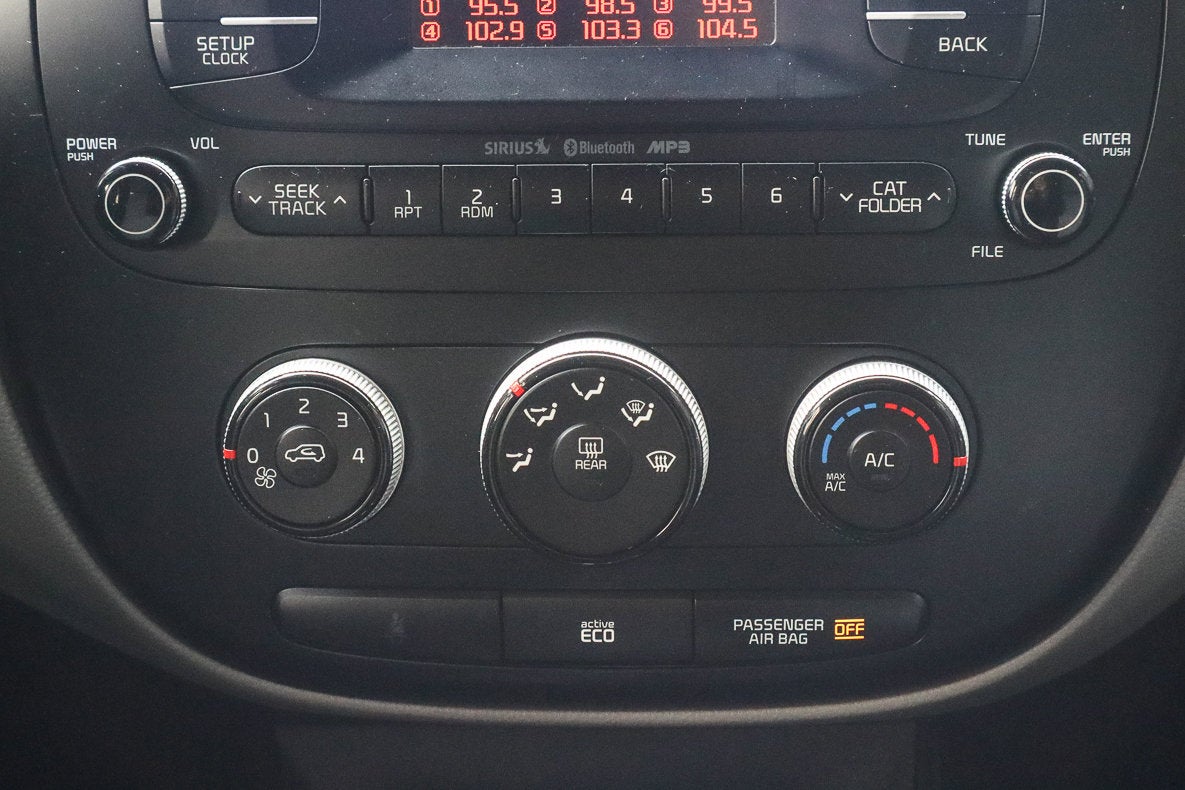 1 95.5 2 98.5 3 99.5
4 102.9 5 103.3 6 104.5
SETUP
CLOCK
BACK
POWER
PUSH
VOL
SIRIUS Bluetooth MP3
TUNE
ENTER
PUSH
SEEK
TRACK
1
RPT
2
RDM
3
4
5
6
CAT
FOLDER
FILE
0
1
2
3
4
REAR
A/C
MAX
A/C
active
ECO
PASSENGER
AIR BAG
OFF